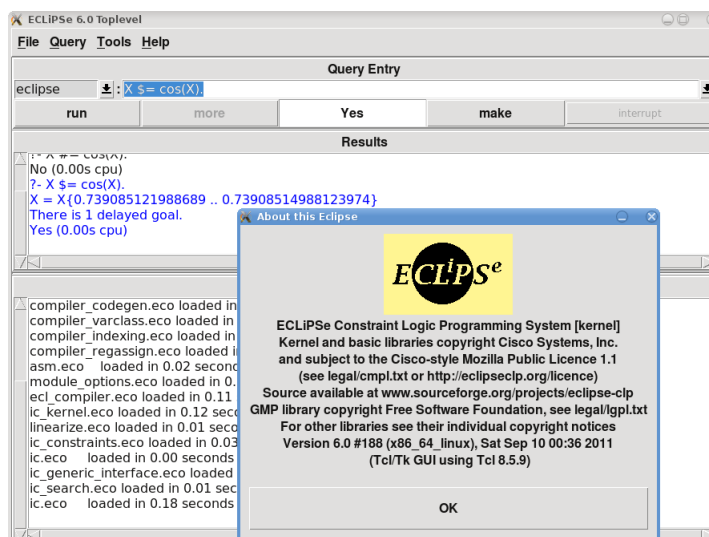 ECLiPSe 6.0 Toplevel
File Query Tools Help
Query Entry
eclipse : X $= cos(X).
run more Yes make interrupt
Results
?- X #= cos(X).
No (0.00s cpu)
?- X $= cos(X).
X = X{0.739085121988689 .. 0.73908514988123974}
There is 1 delayed goal.
Yes (0.00s cpu)
compiler_codegen.eco loaded in
compiler_varclass.eco loaded in
compiler_indexing.eco loaded in
compiler_regassign.eco loaded i
asm.eco loaded in 0.02 second
module_options.eco loaded in 0.
ecl_compiler.eco loaded in 0.11
ic_kernel.eco loaded in 0.12 seco
linearize.eco loaded in 0.01 seco
ic_constraints.eco loaded in 0.03
ic.eco loaded in 0.00 seconds
ic_generic_interface.eco loaded
ic_search.eco loaded in 0.01 sec
ic.eco loaded in 0.18 seconds
About this Eclipse
ECLiPSe
ECLiPSe Constraint Logic Programming System [kernel]
Kernel and basic libraries copyright Cisco Systems, Inc.
and subject to the Cisco-style Mozilla Public Licence 1.1
(see legal/cmpl.txt or http://eclipseclp.org/licence)
Source available at www.sourceforge.org/projects/eclipse-clp
GMP library copyright Free Software Foundation, see legal/lgpl.txt
For other libraries see their individual copyright notices
Version 6.0 #188 (x86_64_linux), Sat Sep 10 00:36 2011
(Tcl/Tk GUI using Tcl 8.5.9)
OK